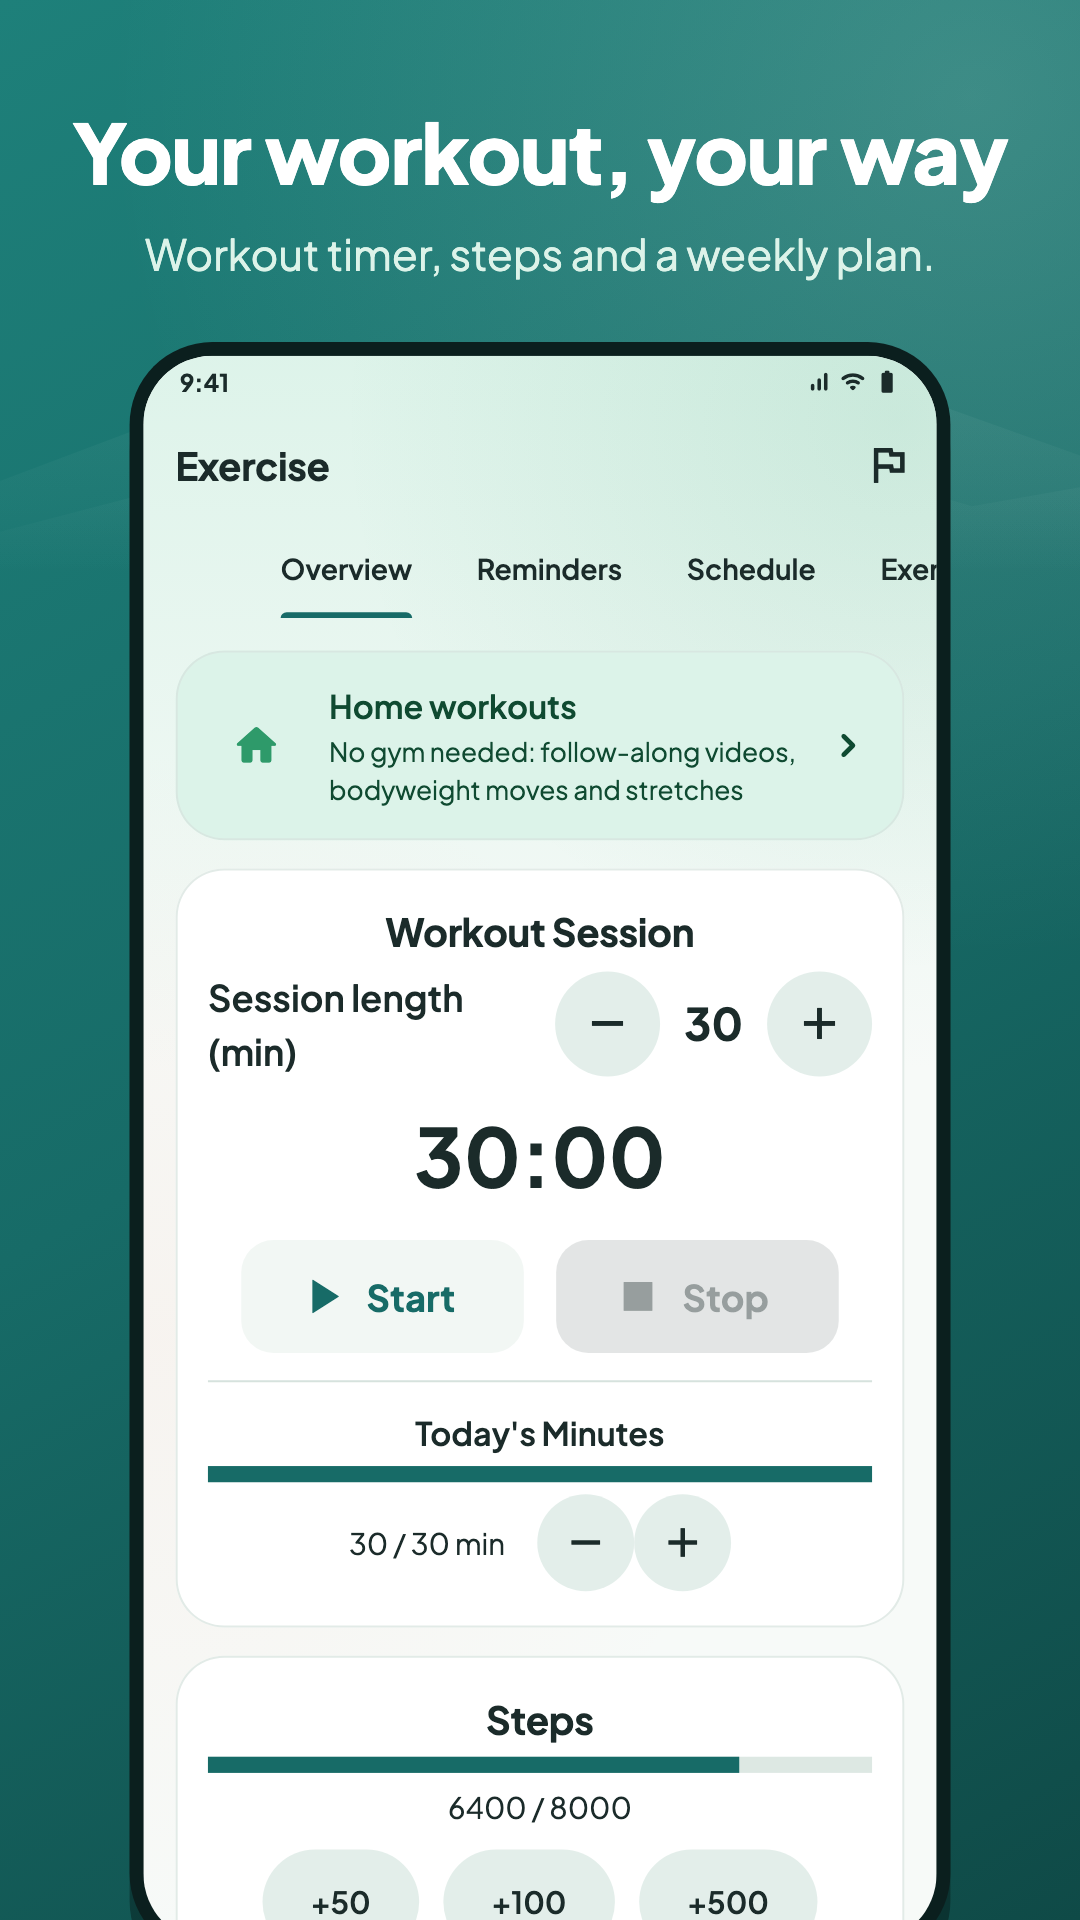 Your workout, your way
Workout timer, steps and a weekly plan.
9:41
Exercise
Overview Reminders Schedule Exer
Home workouts
No gym needed: follow-along videos,
bodyweight moves and stretches
Workout Session
Session length
(min)
− 30 +
30:00
Start Stop
Today's Minutes
30 / 30 min − +
Steps
6400 / 8000
+50 +100 +500